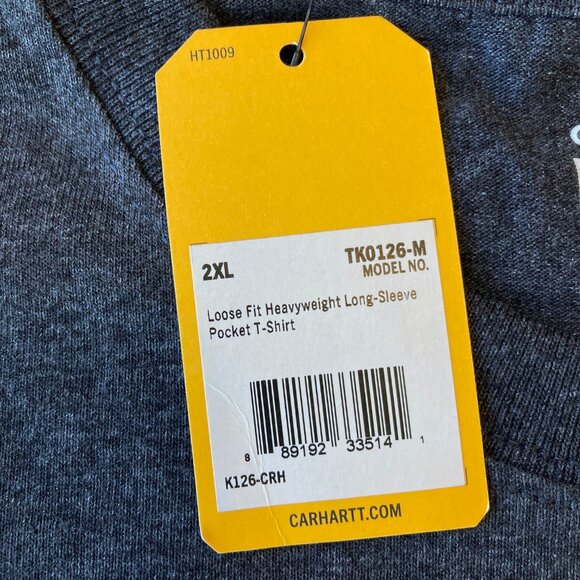 HT1009
2XL
TK0126-M
MODEL NO.
Loose Fit Heavyweight Long-Sleeve
Pocket T-Shirt
8 89192 33514 1
K126-CRH
CARHARTT.COM